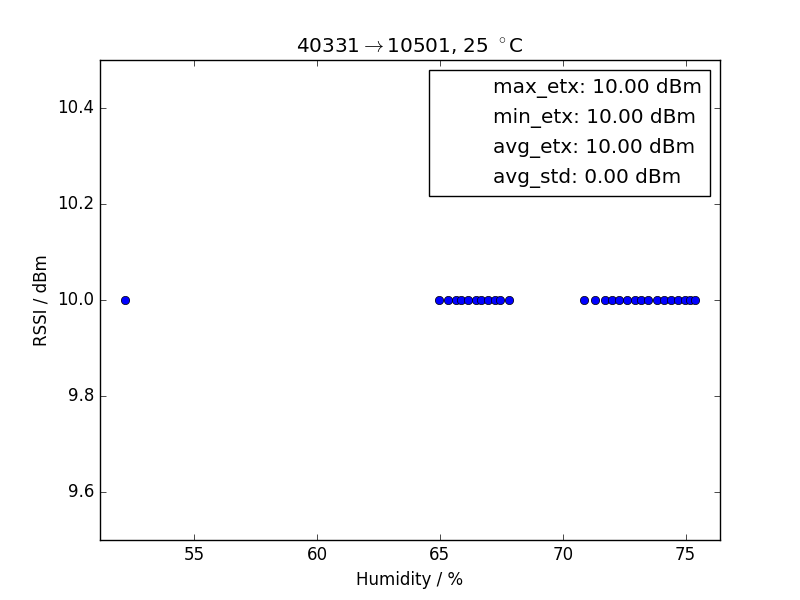 40331→10501, 25 °C
max_etx: 10.00 dBm
min_etx: 10.00 dBm
avg_etx: 10.00 dBm
avg_std: 0.00 dBm
10.4
10.2
10.0
9.8
9.6
RSSI / dBm
55 60 65 70 75
Humidity / %